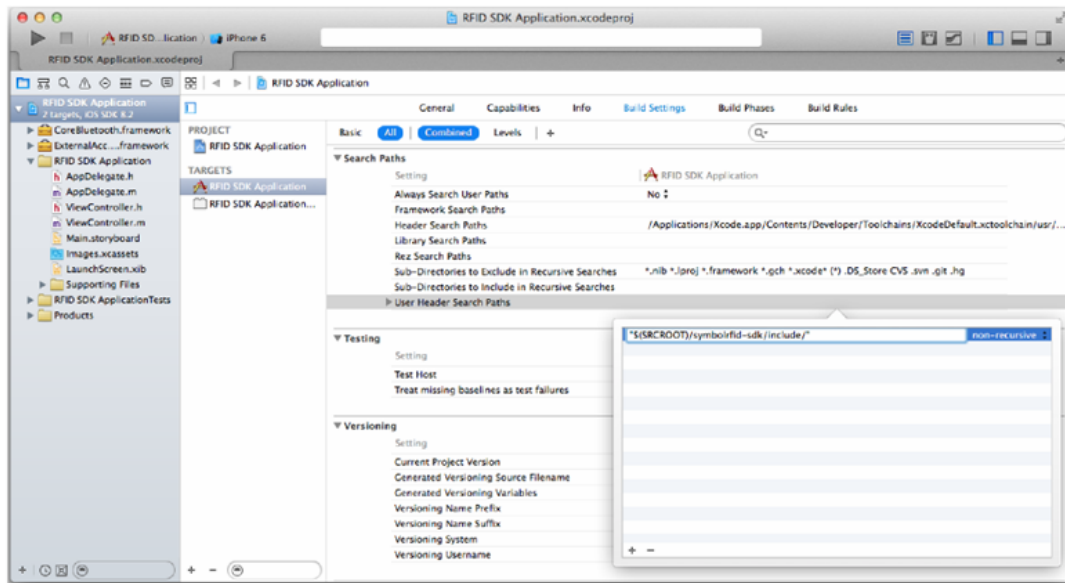 RFID SDK Application.xcodeproj
RFID SD...lication
iPhone 6
RFID SDK Application.xcodeproj
RFID SDK Application
RFID SDK Application
2 targets, iOS SDK 8.2
CoreBluetooth.framework
ExternalAcc....framework
RFID SDK Application
AppDelegate.h
AppDelegate.m
ViewController.h
ViewController.m
Main.storyboard
Images.xcassets
LaunchScreen.xib
Supporting Files
RFID SDK ApplicationTests
Products
PROJECT
RFID SDK Application
TARGETS
RFID SDK Application
RFID SDK Application...
General Capabilities Info Build Settings Build Phases Build Rules
Basic All Combined Levels +
Search Paths
Setting RFID SDK Application
Always Search User Paths No
Framework Search Paths
Header Search Paths /Applications/Xcode.app/Contents/Developer/Toolchains/XcodeDefault.xctoolchain/usr/...
Library Search Paths
Rez Search Paths
Sub-Directories to Exclude in Recursive Searches *.nib *.lproj *.framework *.gch *.xcode* (*) .DS_Store CVS .svn .git .hg
Sub-Directories to Include in Recursive Searches
User Header Search Paths
"$(SRCROOT)/symbolrfid-sdk/include/" non-recursive
Testing
Setting
Test Host
Treat missing baselines as test failures
Versioning
Setting
Current Project Version
Generated Versioning Source Filename
Generated Versioning Variables
Versioning Name Prefix
Versioning Name Suffix
Versioning System
Versioning Username